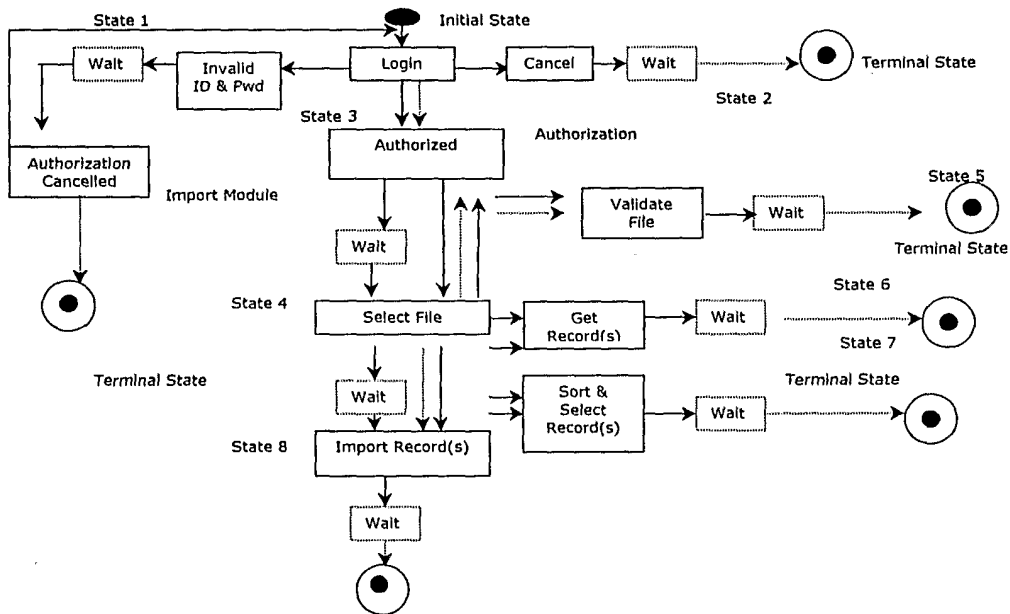 State 1
Initial State
Wait
Invalid
ID & Pwd
Login
Cancel
Wait
Terminal State
State 2
State 3
Authorized
Authorization
Authorization
Cancelled
Import Module
Validate
File
Wait
State 5
Terminal State
Wait
State 4
Select File
Get
Record(s)
Wait
State 6
State 7
Terminal State
Wait
Sort &
Select
Record(s)
Wait
Terminal State
State 8
Import Record(s)
Wait